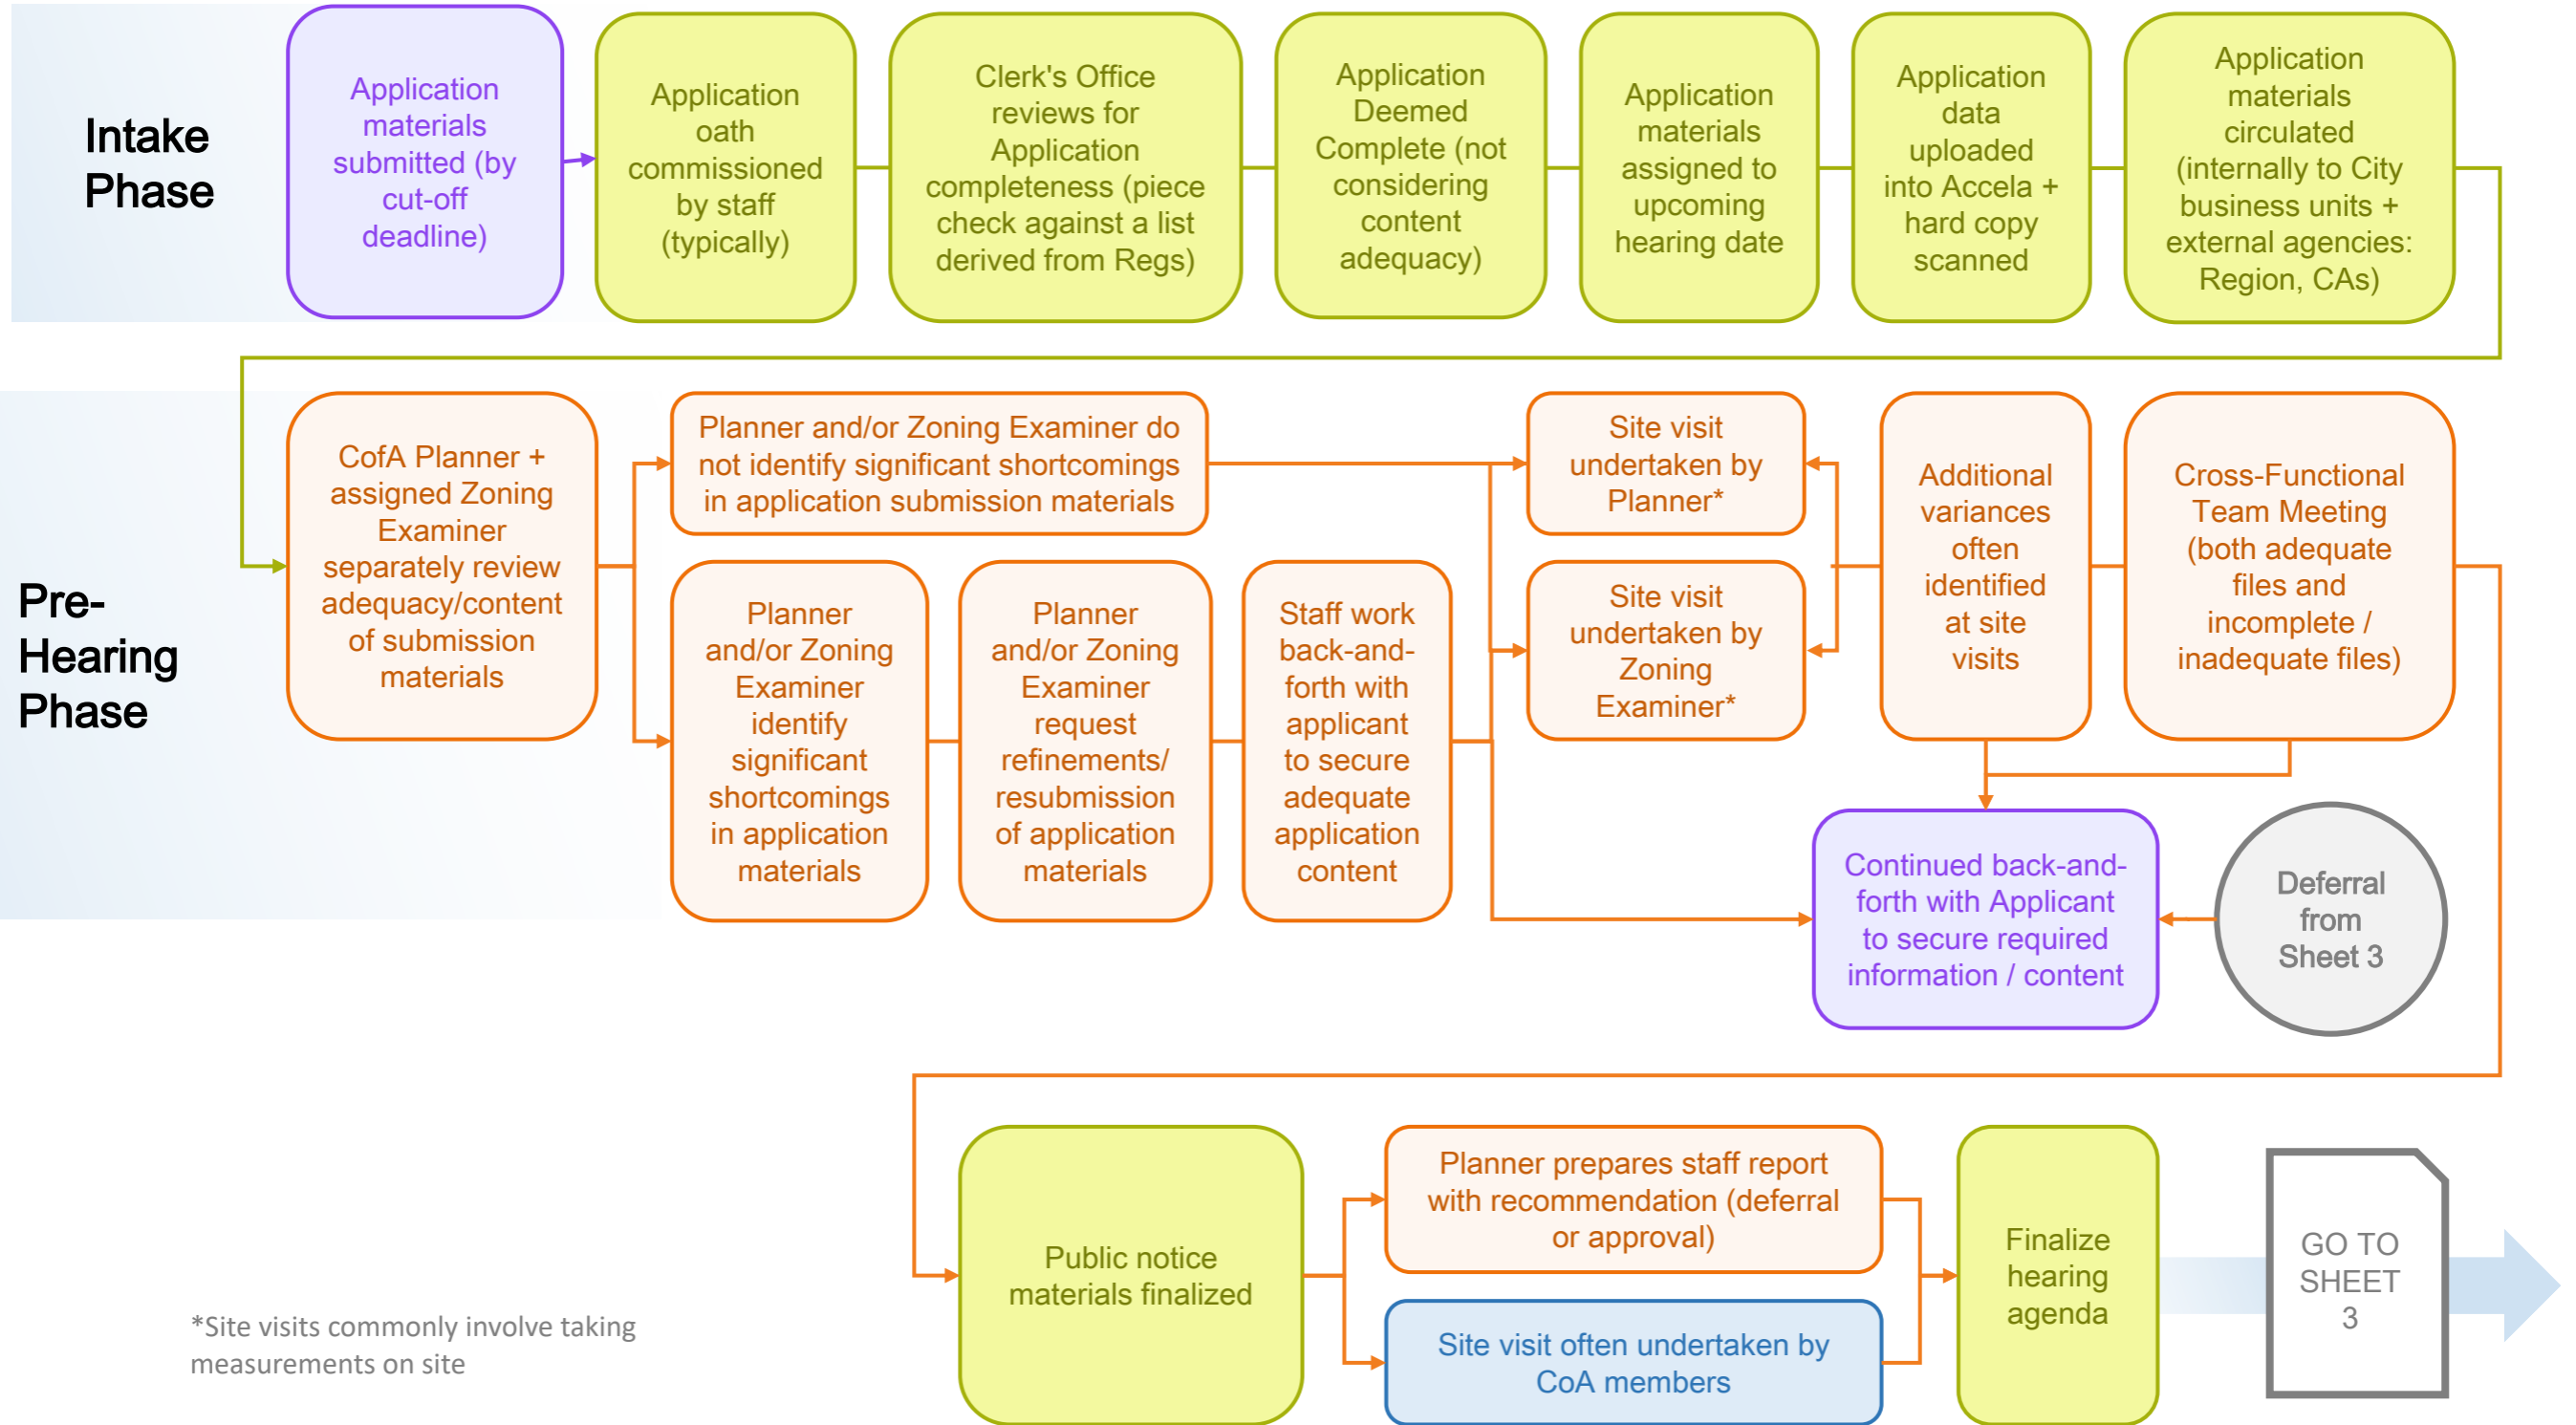 Intake
Phase
Application
materials
submitted (by
cut-off
deadline)
Application
oath
commissioned
by staff
(typically)
Clerk's Office
reviews for
Application
completeness (piece
check against a list
derived from Regs)
Application
Deemed
Complete (not
considering
content
adequacy)
Application
materials
assigned to
upcoming
hearing date
Application
data
uploaded
into Accela +
hard copy
scanned
Application
materials
circulated
(internally to City
business units +
external agencies:
Region, CAs)
Pre-
Hearing
Phase
CofA Planner +
assigned Zoning
Examiner
separately review
adequacy/content
of submission
materials
Planner and/or Zoning Examiner do
not identify significant shortcomings
in application submission materials
Planner
and/or Zoning
Examiner
identify
significant
shortcomings
in application
materials
Planner
and/or Zoning
Examiner
request
refinements/
resubmission
of application
materials
Staff work
back-and-
forth with
applicant
to secure
adequate
application
content
Site visit
undertaken by
Planner*
Site visit
undertaken by
Zoning
Examiner*
Additional
variances
often
identified
at site
visits
Cross-Functional
Team Meeting
(both adequate
files and
incomplete /
inadequate files)
Continued back-and-
forth with Applicant
to secure required
information / content
Deferral
from
Sheet 3
Public notice
materials finalized
Planner prepares staff report
with recommendation (deferral
or approval)
Site visit often undertaken by
CoA members
Finalize
hearing
agenda
GO TO
SHEET
3
*Site visits commonly involve taking
measurements on site